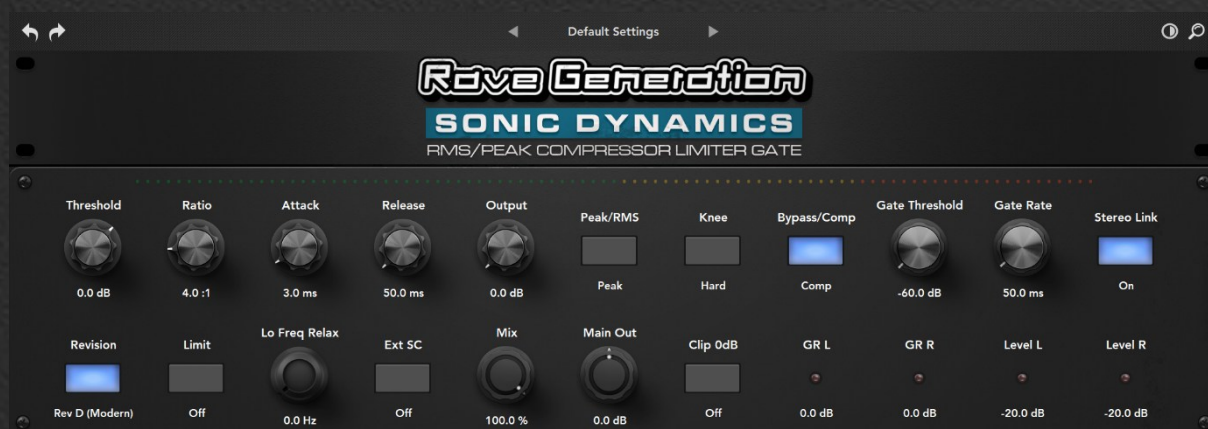 Default Settings
Rave Generation
SONIC DYNAMICS
RMS/PEAK COMPRESSOR LIMITER GATE
Threshold Ratio Attack Release Output Peak/RMS Knee Bypass/Comp Gate Threshold Gate Rate Stereo Link
0.0 dB 4.0 :1 3.0 ms 50.0 ms 0.0 dB Peak Hard Comp -60.0 dB 50.0 ms On
Revision Limit Lo Freq Relax Ext SC Mix Main Out Clip 0dB GR L GR R Level L Level R
Rev D (Modern) Off 0.0 Hz Off 100.0 % 0.0 dB Off 0.0 dB 0.0 dB -20.0 dB -20.0 dB